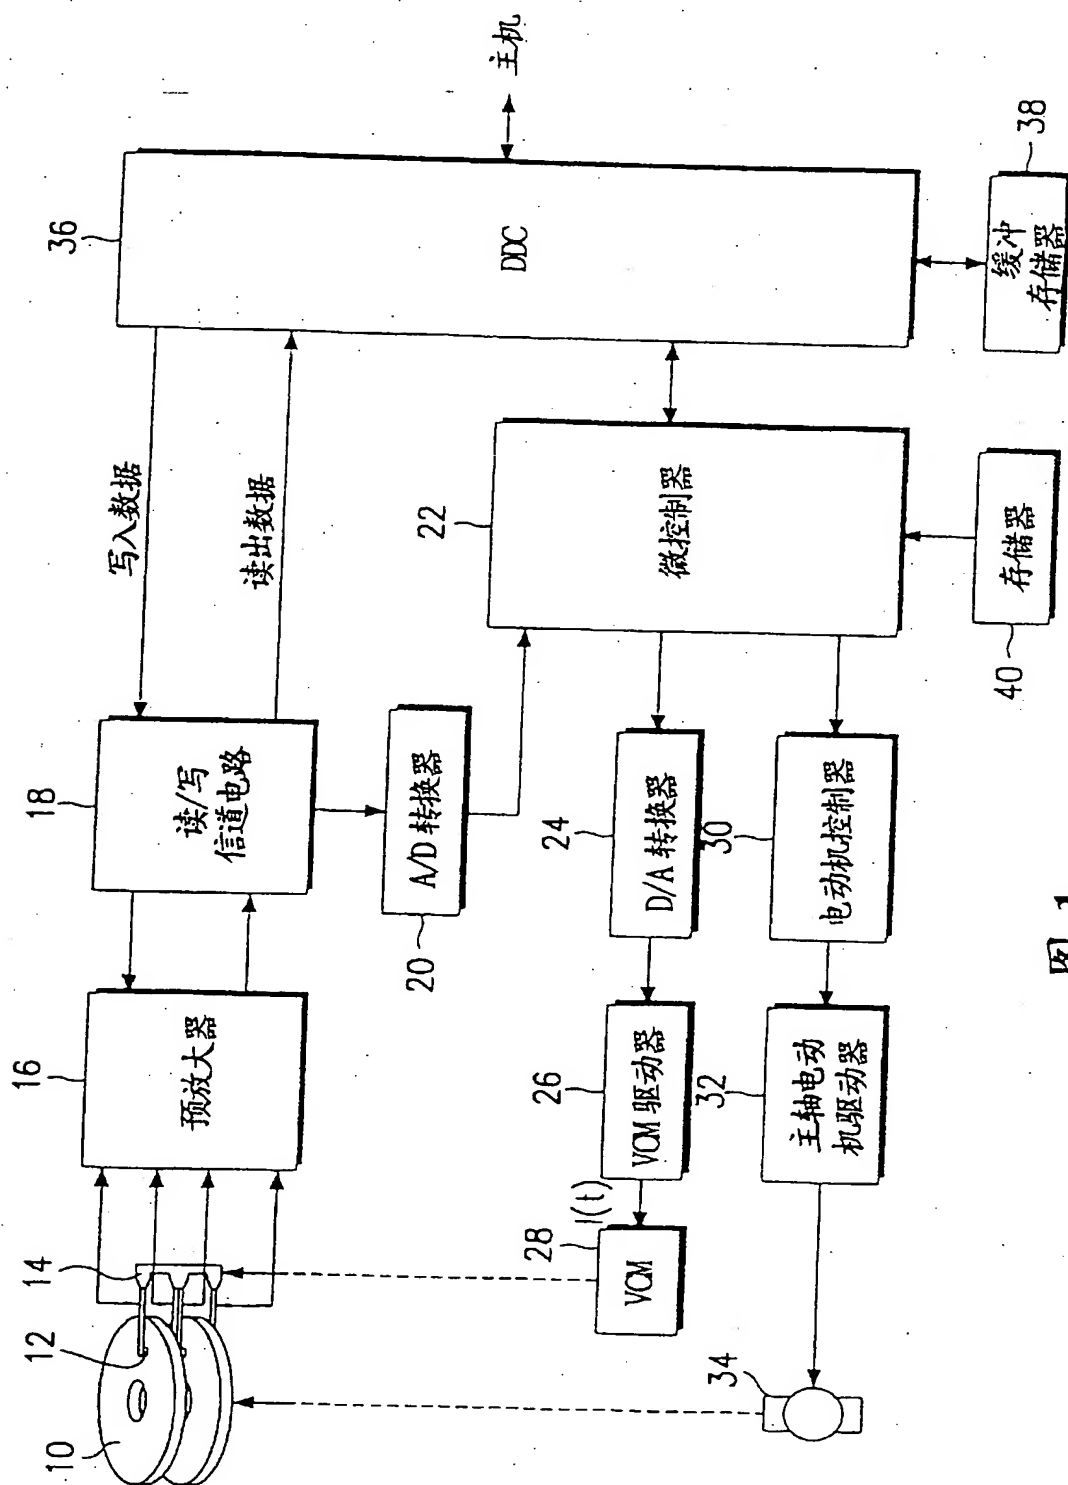 10
12
14
16
预放大器
18
读/写
信道电路
写入数据
读出数据
36
DDC
主机
20
A/D 转换器
22
微控制器
28
VCM
I(t)
26
VCM 驱动器
24
D/A 转换器
34
32
主轴电动
机驱动器
30
电动机控制器
40
存储器
38
缓冲
存储器
图 1